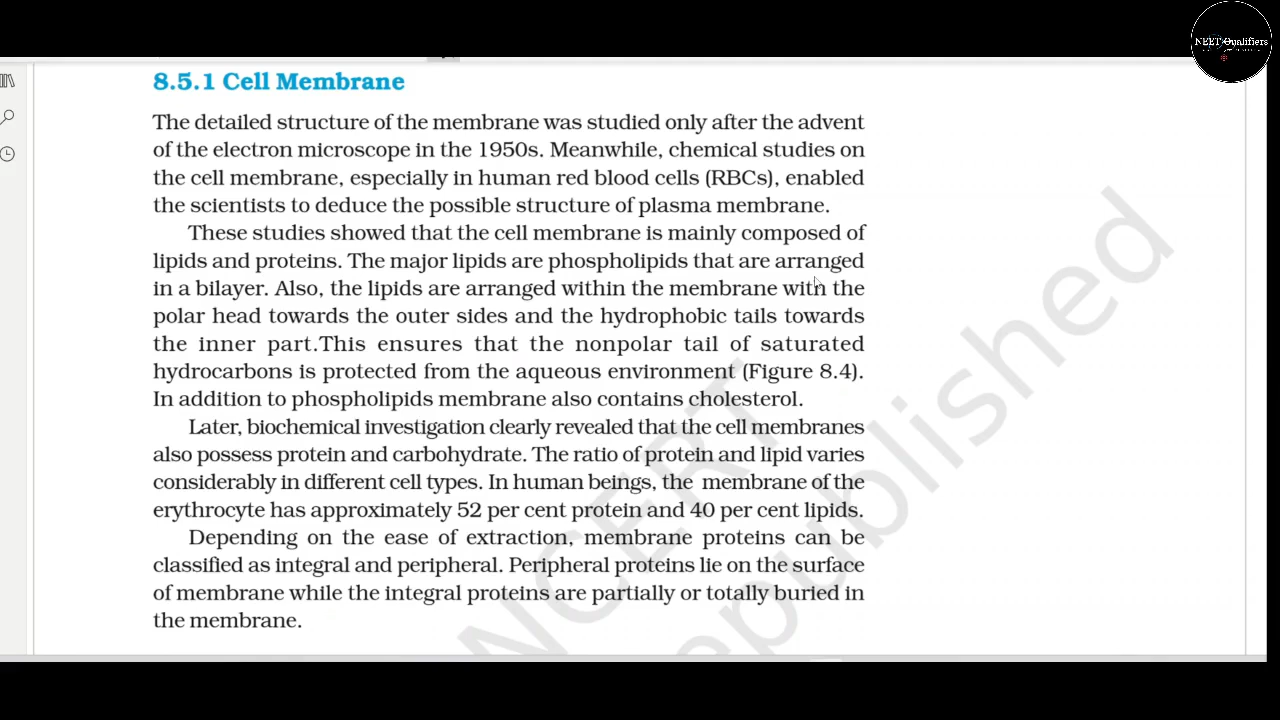 NEET Qualifiers
8.5.1 Cell Membrane
The detailed structure of the membrane was studied only after the advent
of the electron microscope in the 1950s. Meanwhile, chemical studies on
the cell membrane, especially in human red blood cells (RBCs), enabled
the scientists to deduce the possible structure of plasma membrane.
These studies showed that the cell membrane is mainly composed of
lipids and proteins. The major lipids are phospholipids that are arranged
in a bilayer. Also, the lipids are arranged within the membrane with the
polar head towards the outer sides and the hydrophobic tails towards
the inner part.This ensures that the nonpolar tail of saturated
hydrocarbons is protected from the aqueous environment (Figure 8.4).
In addition to phospholipids membrane also contains cholesterol.
Later, biochemical investigation clearly revealed that the cell membranes
also possess protein and carbohydrate. The ratio of protein and lipid varies
considerably in different cell types. In human beings, the membrane of the
erythrocyte has approximately 52 per cent protein and 40 per cent lipids.
Depending on the ease of extraction, membrane proteins can be
classified as integral and peripheral. Peripheral proteins lie on the surface
of membrane while the integral proteins are partially or totally buried in
the membrane.
NCERT
republished